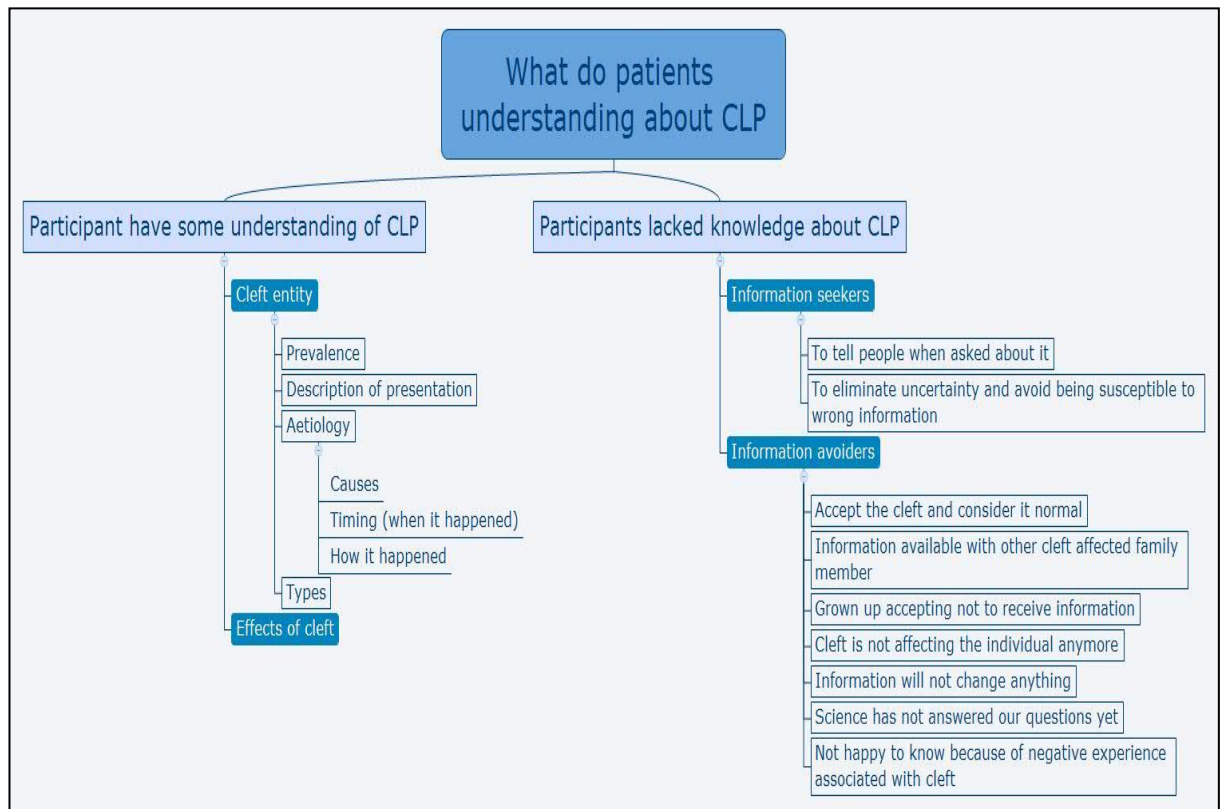 What do patients
understanding about CLP
Participant have some understanding of CLP
Cleft entity
Prevalence
Description of presentation
Aetiology
Causes
Timing (when it happened)
How it happened
Types
Effects of cleft
Participants lacked knowledge about CLP
Information seekers
To tell people when asked about it
To eliminate uncertainty and avoid being susceptible to
wrong information
Information avoiders
Accept the cleft and consider it normal
Information available with other cleft affected family
member
Grown up accepting not to receive information
Cleft is not affecting the individual anymore
Information will not change anything
Science has not answered our questions yet
Not happy to know because of negative experience
associated with cleft